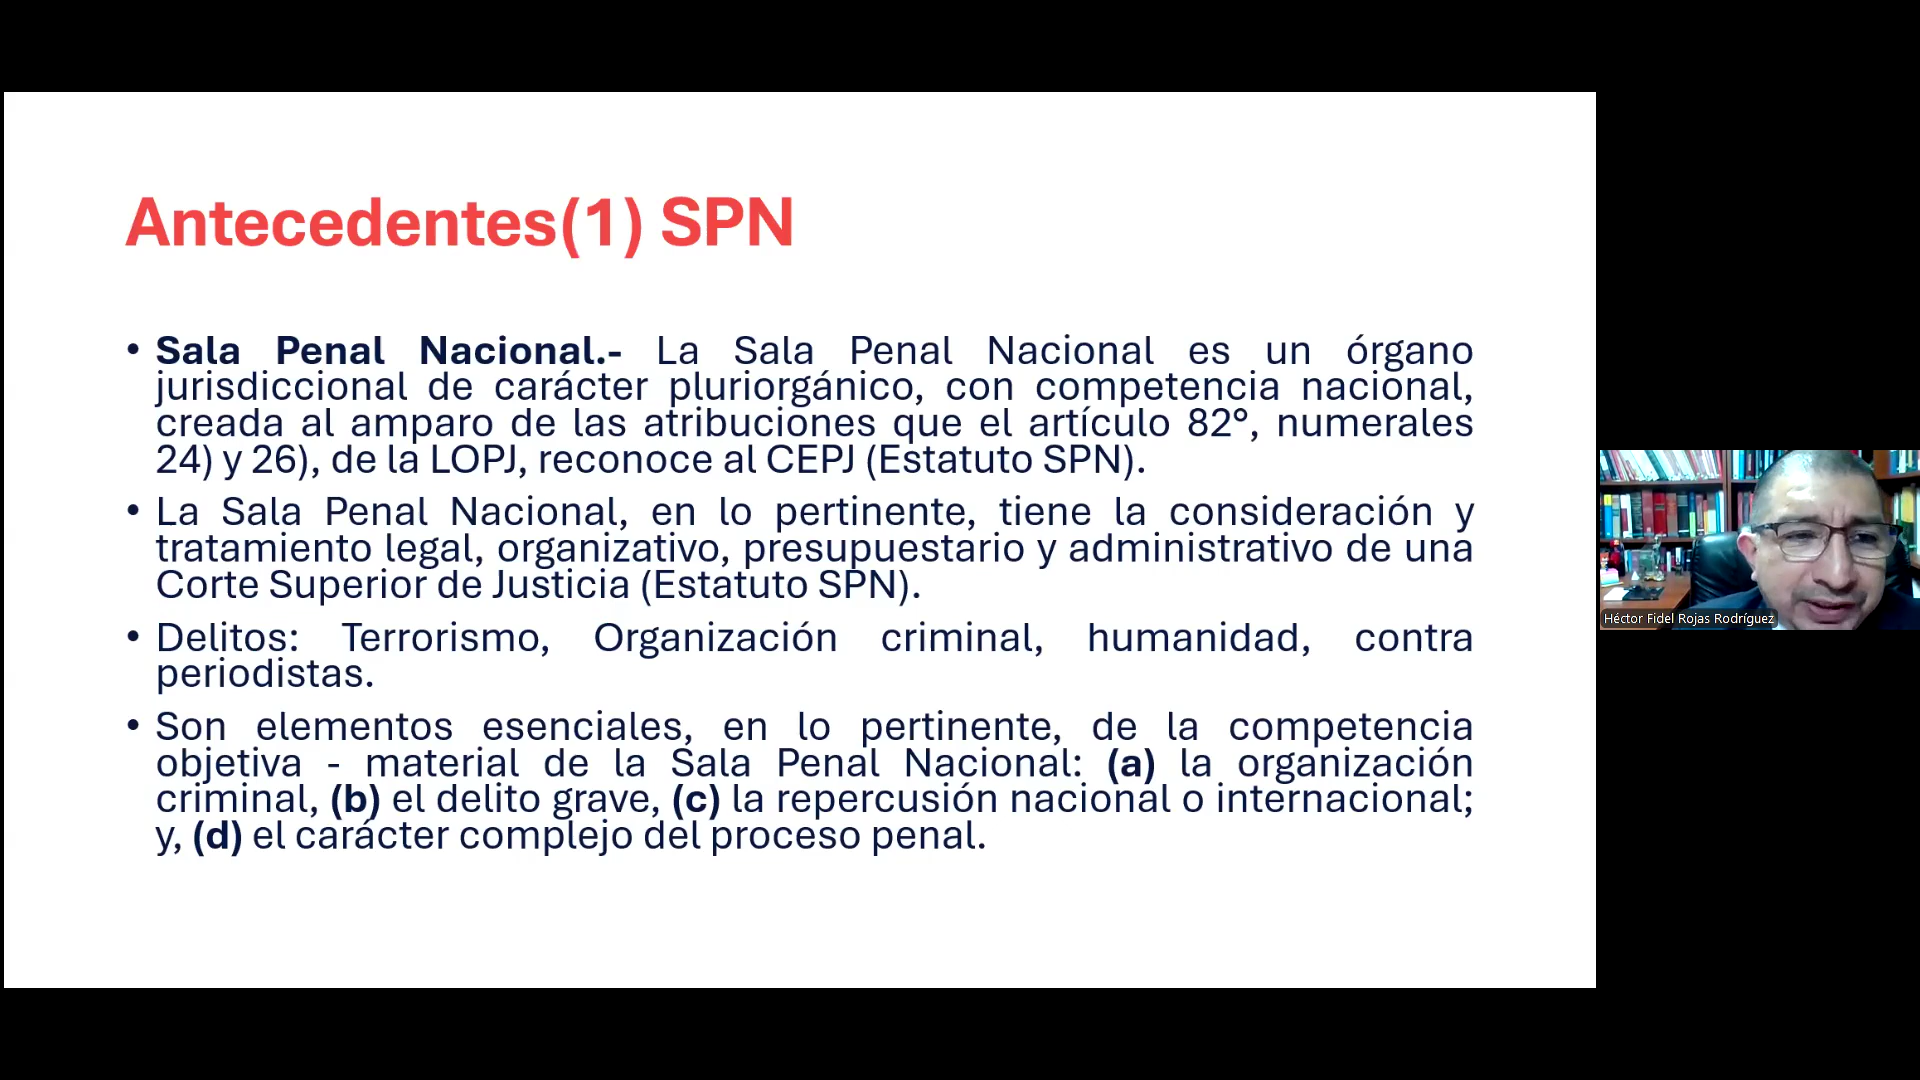 Antecedentes(1) SPN
• Sala Penal Nacional.- La Sala Penal Nacional es un órgano
jurisdiccional de carácter pluriorgánico, con competencia nacional,
creada al amparo de las atribuciones que el artículo 82°, numerales
24) y 26), de la LOPJ, reconoce al CEPJ (Estatuto SPN).
• La Sala Penal Nacional, en lo pertinente, tiene la consideración y
tratamiento legal, organizativo, presupuestario y administrativo de una
Corte Superior de Justicia (Estatuto SPN).
• Delitos: Terrorismo, Organización criminal, humanidad, contra
periodistas.
• Son elementos esenciales, en lo pertinente, de la competencia
objetiva - material de la Sala Penal Nacional: (a) la organización
criminal, (b) el delito grave, (c) la repercusión nacional o internacional;
y, (d) el carácter complejo del proceso penal.
Héctor Fidel Rojas Rodríguez